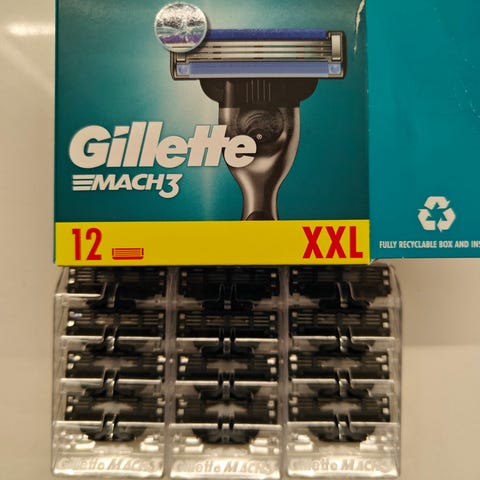 Gillette®
MACH3
12
XXL
FULLY RECYCLABLE BOX AND INS
Gillette MACH3
Gillette MACH3
Gillette MACH3